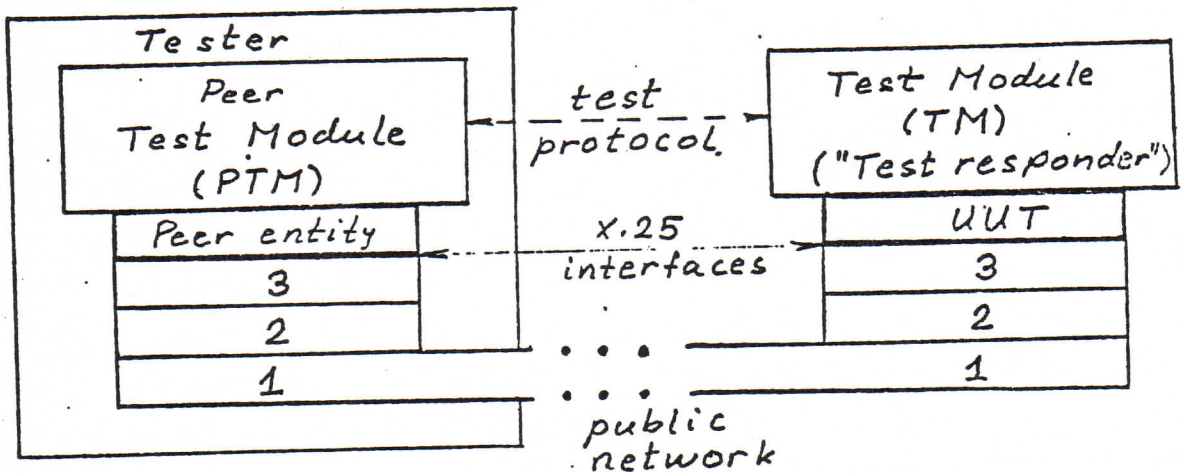 Tester
Peer
Test Module
(PTM)
test
protocol.
Test Module
(TM)
("Test responder")
Peer entity
x.25
interfaces
UUT
3
3
2
2
1
1
public
network